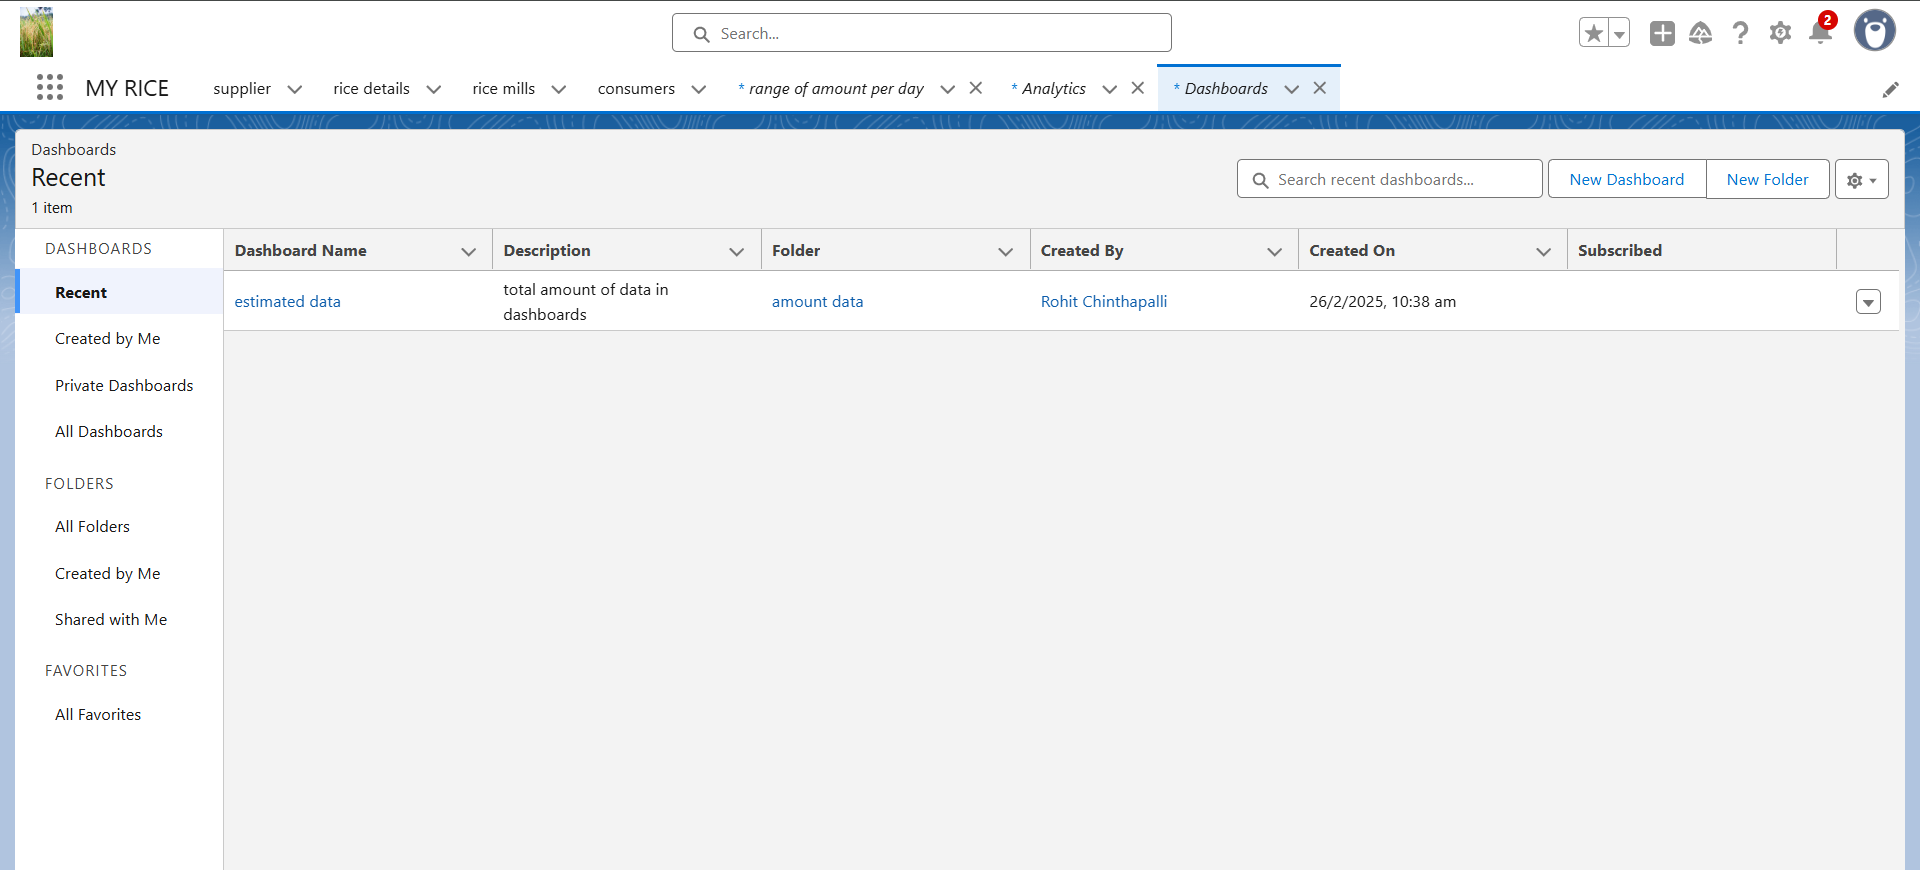 Search...
2
MY RICE
supplier
rice details
rice mills
consumers
* range of amount per day
* Analytics
* Dashboards
Dashboards
Recent
1 item
Search recent dashboards...
New Dashboard
New Folder
DASHBOARDS
Recent
Created by Me
Private Dashboards
All Dashboards
FOLDERS
All Folders
Created by Me
Shared with Me
FAVORITES
All Favorites
Dashboard Name
Description
Folder
Created By
Created On
Subscribed
estimated data
total amount of data in
dashboards
amount data
Rohit Chinthapalli
26/2/2025, 10:38 am